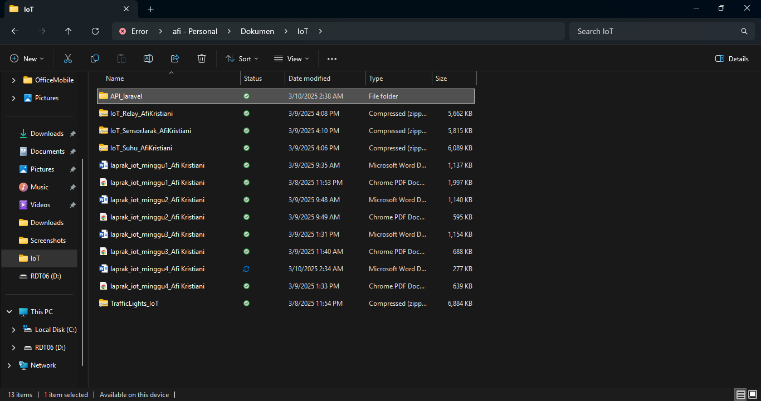 IoT
Error > afi - Personal > Dokumen > IoT >
Search IoT
New
Sort
View
Details
OfficeMobile
Pictures
Downloads
Documents
Pictures
Music
Videos
Downloads
Screenshots
IoT
RDT06 (D:)
This PC
Local Disk (C:)
RDT06 (D:)
Network
Name Status Date modified Type Size
API_laravel 3/10/2025 2:38 AM File folder
IoT_Relay_AfiKristiani 3/9/2025 4:08 PM Compressed (zipp... 5,662 KB
IoT_SensorJarak_AfiKristiani 3/9/2025 4:10 PM Compressed (zipp... 5,815 KB
IoT_Suhu_AfiKristiani 3/9/2025 4:06 PM Compressed (zipp... 6,089 KB
laprak_iot_minggu1_Afi Kristiani 3/9/2025 9:35 AM Microsoft Word D... 1,137 KB
laprak_iot_minggu1_Afi Kristiani 3/8/2025 11:53 PM Chrome PDF Doc... 1,997 KB
laprak_iot_minggu2_Afi Kristiani 3/9/2025 9:48 AM Microsoft Word D... 1,140 KB
laprak_iot_minggu2_Afi Kristiani 3/9/2025 9:49 AM Chrome PDF Doc... 595 KB
laprak_iot_minggu3_Afi Kristiani 3/9/2025 1:31 PM Microsoft Word D... 1,154 KB
laprak_iot_minggu3_Afi Kristiani 3/9/2025 11:40 AM Chrome PDF Doc... 688 KB
laprak_iot_minggu4_Afi Kristiani 3/10/2025 2:34 AM Microsoft Word D... 277 KB
laprak_iot_minggu4_Afi Kristiani 3/9/2025 1:33 PM Chrome PDF Doc... 639 KB
TrafficLights_IoT 3/8/2025 11:54 PM Compressed (zipp... 6,884 KB
13 items 1 item selected Available on this device